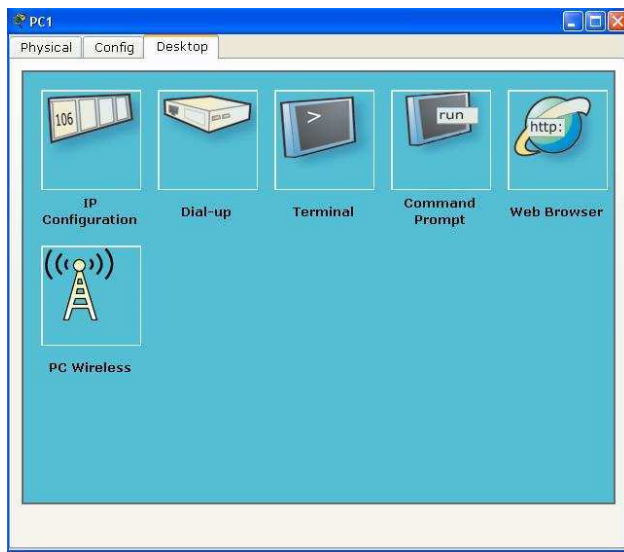 PC1
Physical Config Desktop
106
>
run
http:
IP
Configuration
Dial-up
Terminal
Command
Prompt
Web Browser
PC Wireless